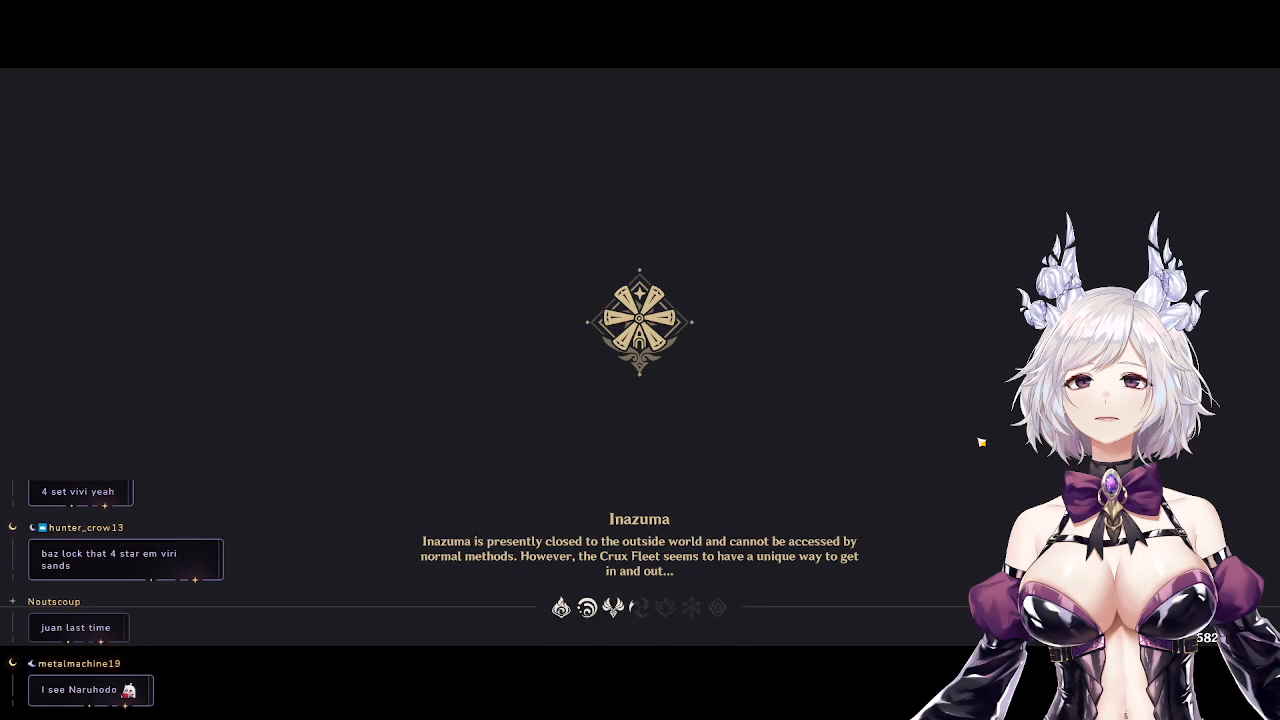 4 set vivi yeah
hunter_crow13
baz lock that 4 star em viri
sands
Noutscoup
juan last time
metalmachine19
I see Naruhodo
Inazuma
Inazuma is presently closed to the outside world and cannot be accessed by
normal methods. However, the Crux Fleet seems to have a unique way to get
in and out...
582